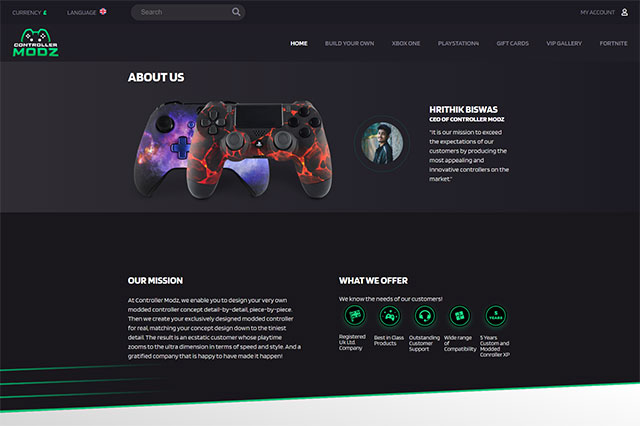 CURRENCY £
LANGUAGE
Search
MY ACCOUNT
CONTROLLER
MODZ
HOME
BUILD YOUR OWN
XBOX ONE
PLAYSTATION4
GIFT CARDS
VIP GALLERY
FORTNITE
ABOUT US
HRITHIK BISWAS
CEO OF CONTROLLER MODZ
"It is our mission to exceed
the expectations of our
customers by producing the
most appealing and
innovative controllers on the
market."
OUR MISSION
At Controller Modz, we enable you to design your very own
modded controller concept detail-by-detail, piece-by-piece.
Then we create your exclusively designed modded controller
for real, matching your concept design down to the tiniest
detail. The result is an ecstatic customer whose playtime
zooms to the ultra dimension in terms of speed and style. And a
gratified company that is happy to have made it happen!
WHAT WE OFFER
We know the needs of our customers!
5
YEARS
Registered
Uk Ltd.
Company
Best in Class
Products
Outstanding
Customer
Support
Wide range
of
Compatibility
5 Years
Custom and
Modded
Conroller XP